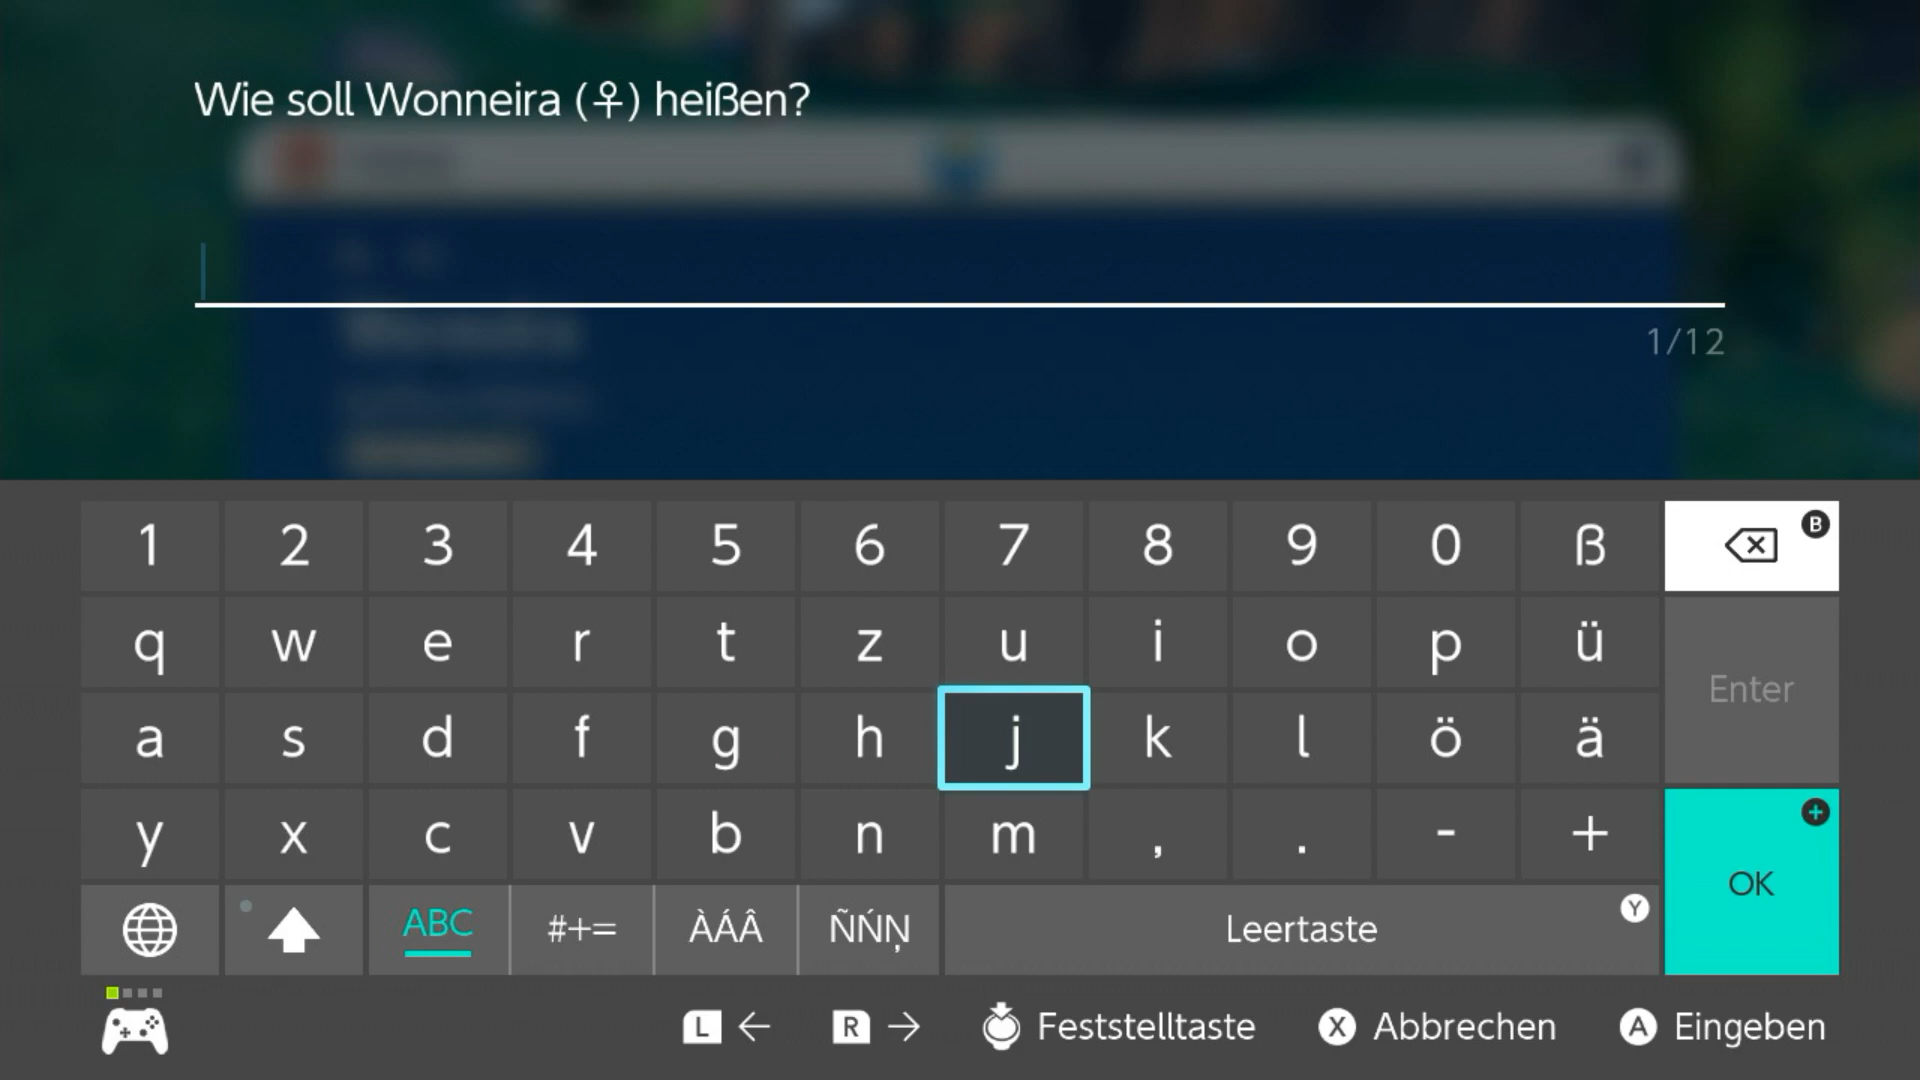 Wie soll Wonneira (♀) heißen?
1/12
1 2 3 4 5 6 7 8 9 0 ß B
q w e r t z u i o p ü Enter
a s d f g h j k l ö ä
y x c v b n m , . - + +
ABC #+= ÀÁÂ ÑŃŅ Leertaste Y OK
L ← R → Feststelltaste X Abbrechen A Eingeben